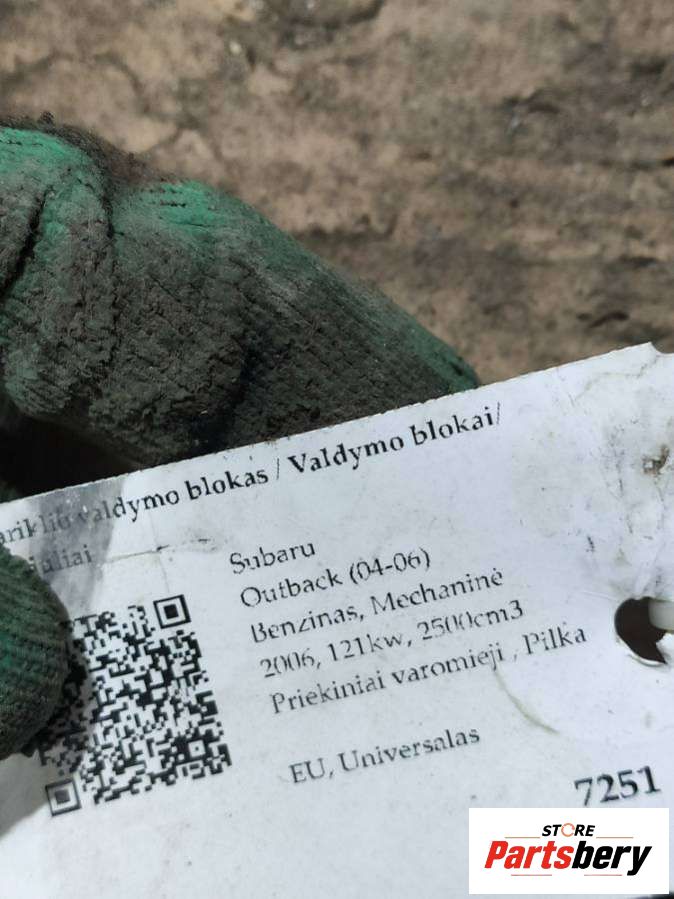 valdymo blokas / Valdymo blokai/
Subaru
Outback (04-06)
Benzinas, Mechaninė
2006, 121kw, 2500cm3
Priekiniai varomieji , Pilka
EU, Universalas
7251
STORE
Partsbery